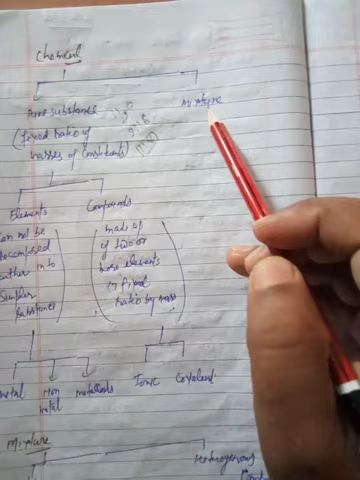 Chemical
Pure substances
Mixture
(fixed ratio of
masses of constituents)
Elements
Compounds
Can not be
decomposed
further into
Simpler
Substances
(made up
of two or
more elements
in fixed
ratio by mass)
metal
Non
metal
metalloids
Ionic
Covalent
Mixture
Homogenous